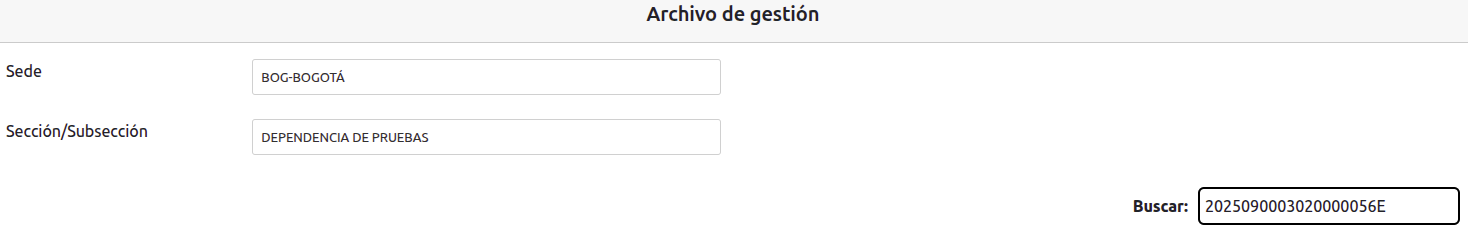 Archivo de gestión
Sede
BOG-BOGOTÁ
Sección/Subsección
DEPENDENCIA DE PRUEBAS
Buscar: 2025090003020000056E